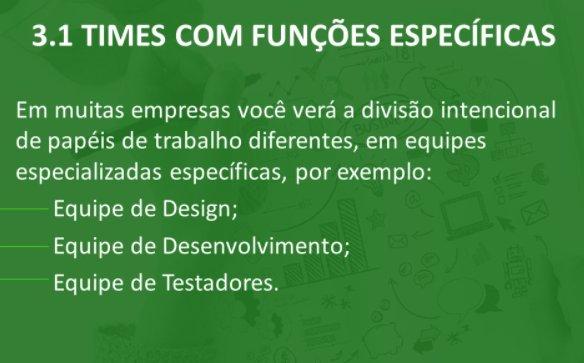 3.1 TIMES COM FUNÇÕES ESPECÍFICAS
Em muitas empresas você verá a divisão intencional
de papéis de trabalho diferentes, em equipes
especializadas específicas, por exemplo:
Equipe de Design;
Equipe de Desenvolvimento;
Equipe de Testadores.